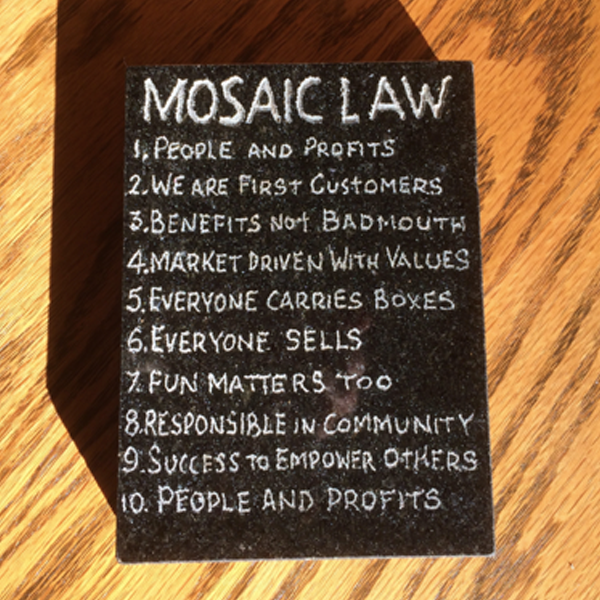 MOSAIC LAW
1. PEOPLE AND PROFITS
2. WE ARE FIRST CUSTOMERS
3. BENEFITS NOT BADMOUTH
4. MARKET DRIVEN WITH VALUES
5. EVERYONE CARRIES BOXES
6. EVERYONE SELLS
7. FUN MATTERS TOO
8. RESPONSIBLE IN COMMUNITY
9. SUCCESS TO EMPOWER OTHERS
10. PEOPLE AND PROFITS